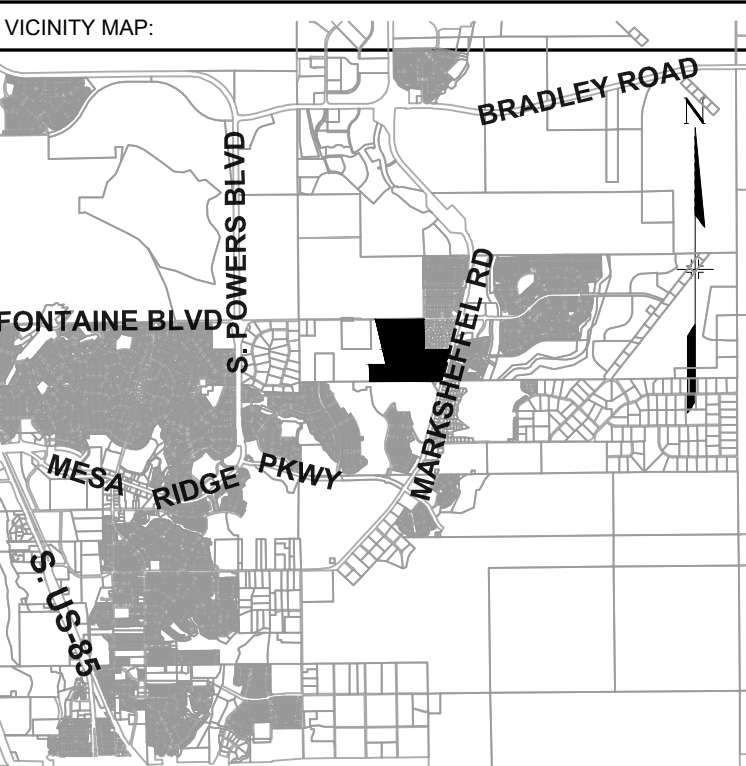 VICINITY MAP:
BRADLEY ROAD
N
S. POWERS BLVD
FONTAINE BLVD
MARKSHEFFEL RD
MESA RIDGE PKWY
S. US-85